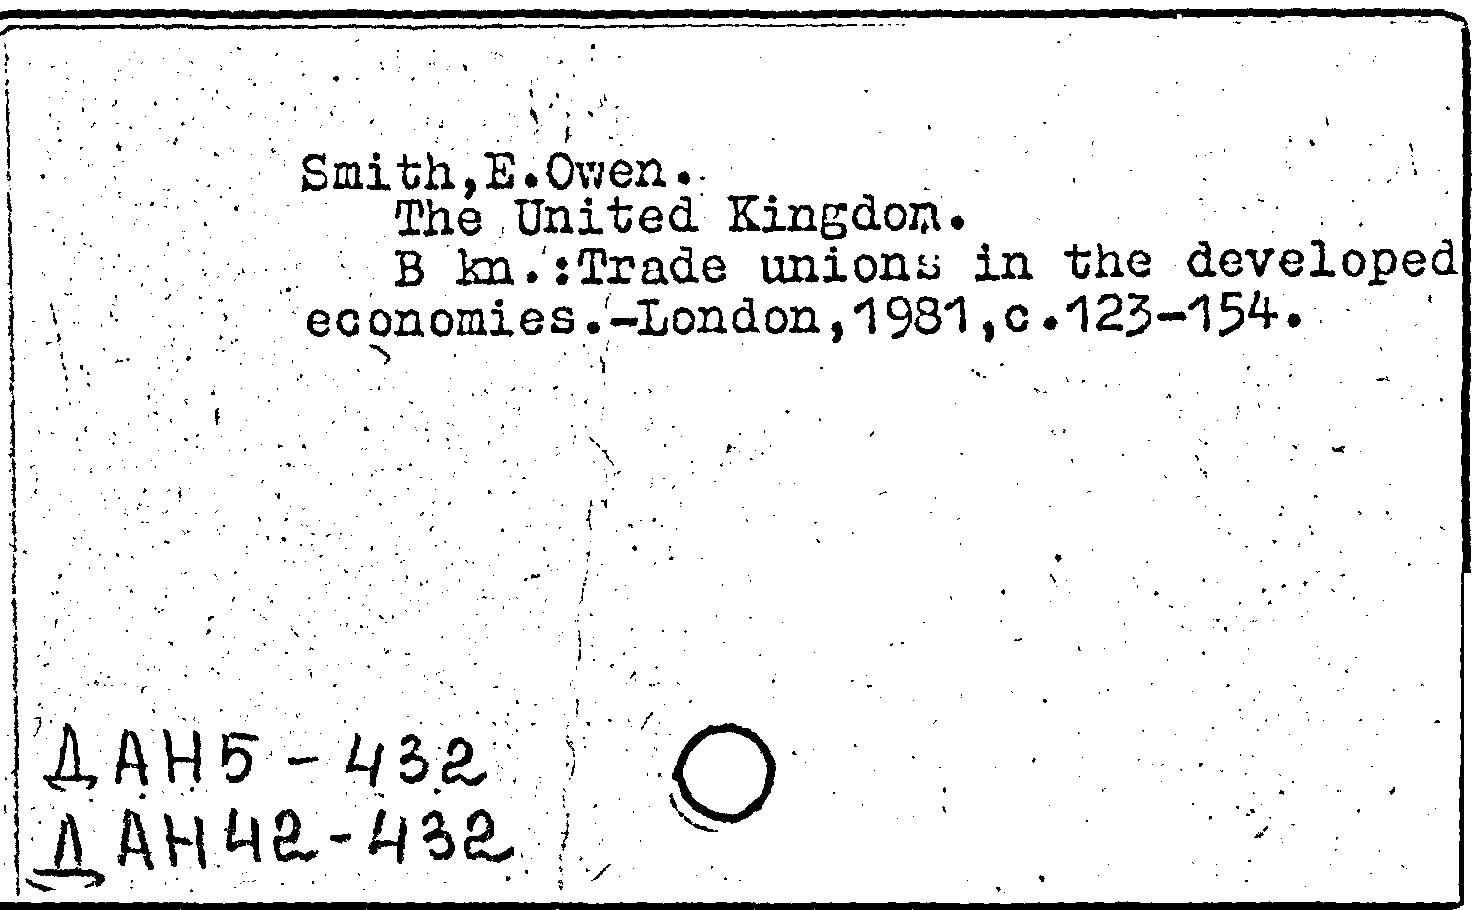 Smith,E.Owen.
The United Kingdon.
B kn.:Trade unions in the developed
economies.-London,1981,c.123-154.
ДАН5-432
ДАН42-432